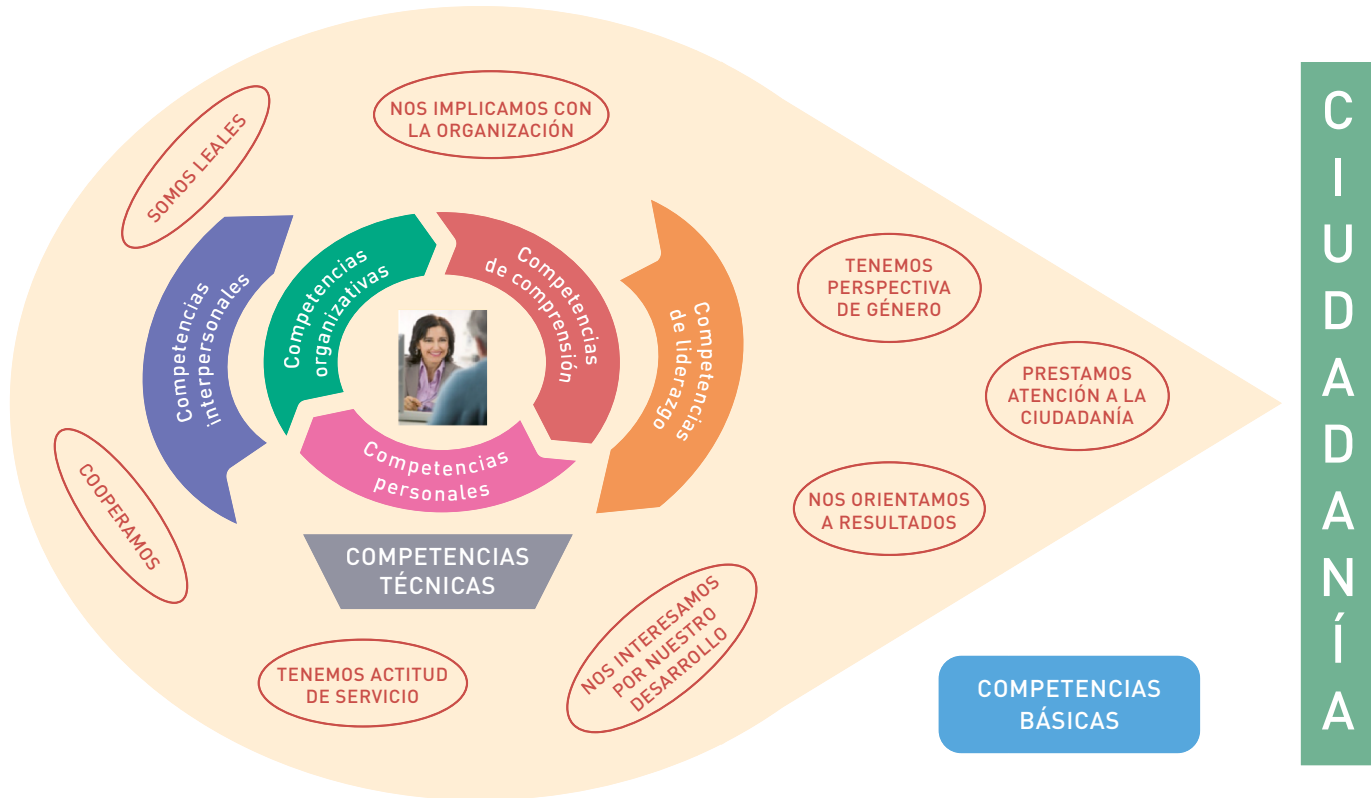 NOS IMPLICAMOS CON
LA ORGANIZACIÓN
SOMOS LEALES
Competencias
interpersonales
Competencias
organizativas
Competencias
de comprensión
Competencias
de liderazgo
Competencias
personales
COMPETENCIAS
TÉCNICAS
COOPERAMOS
TENEMOS ACTITUD
DE SERVICIO
NOS INTERESAMOS
POR NUESTRO
DESARROLLO
TENEMOS
PERSPECTIVA
DE GÉNERO
PRESTAMOS
ATENCIÓN A LA
CIUDADANÍA
NOS ORIENTAMOS
A RESULTADOS
COMPETENCIAS
BÁSICAS
CIUDADANÍA